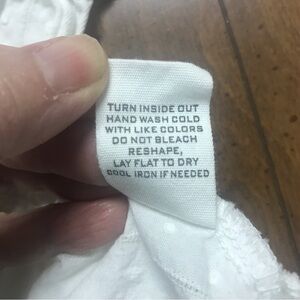 TURN INSIDE OUT
HAND WASH COLD
WITH LIKE COLORS
DO NOT BLEACH
RESHAPE,
LAY FLAT TO DRY
COOL IRON IF NEEDED